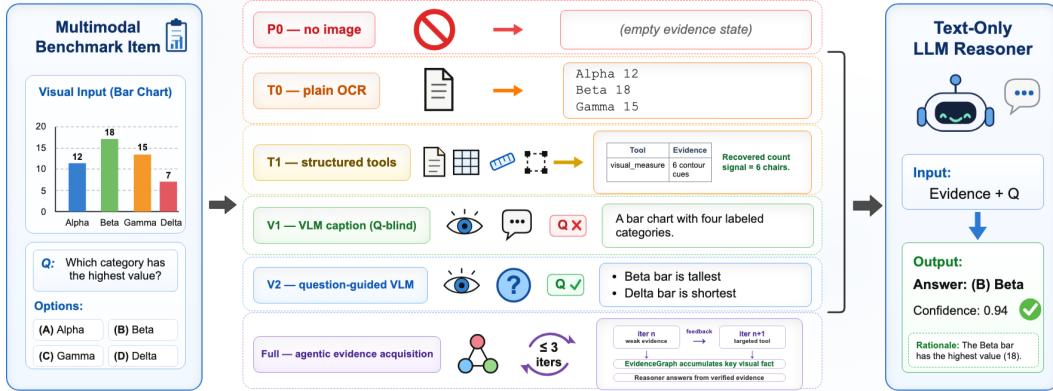 Multimodal
Benchmark Item
Visual Input (Bar Chart)
20
15
10
5
0
12
18
15
7
Alpha
Beta
Gamma
Delta
Q: Which category has
the highest value?
Options:
(A) Alpha
(B) Beta
(C) Gamma
(D) Delta
P0 — no image
(empty evidence state)
T0 — plain OCR
Alpha 12
Beta 18
Gamma 15
T1 — structured tools
Tool Evidence
visual_measure 6 contour
cues
Recovered count
signal = 6 chairs.
V1 — VLM caption (Q-blind)
Q
A bar chart with four labeled
categories.
V2 — question-guided VLM
?
Q
• Beta bar is tallest
• Delta bar is shortest
Full — agentic evidence acquisition
≤ 3
iters
iter n
weak evidence
feedback
iter n+1
targeted tool
EvidenceGraph accumulates key visual fact
Reasoner answers from verified evidence
Text-Only
LLM Reasoner
Input:
Evidence + Q
Output:
Answer: (B) Beta
Confidence: 0.94
Rationale: The Beta bar
has the highest value (18).